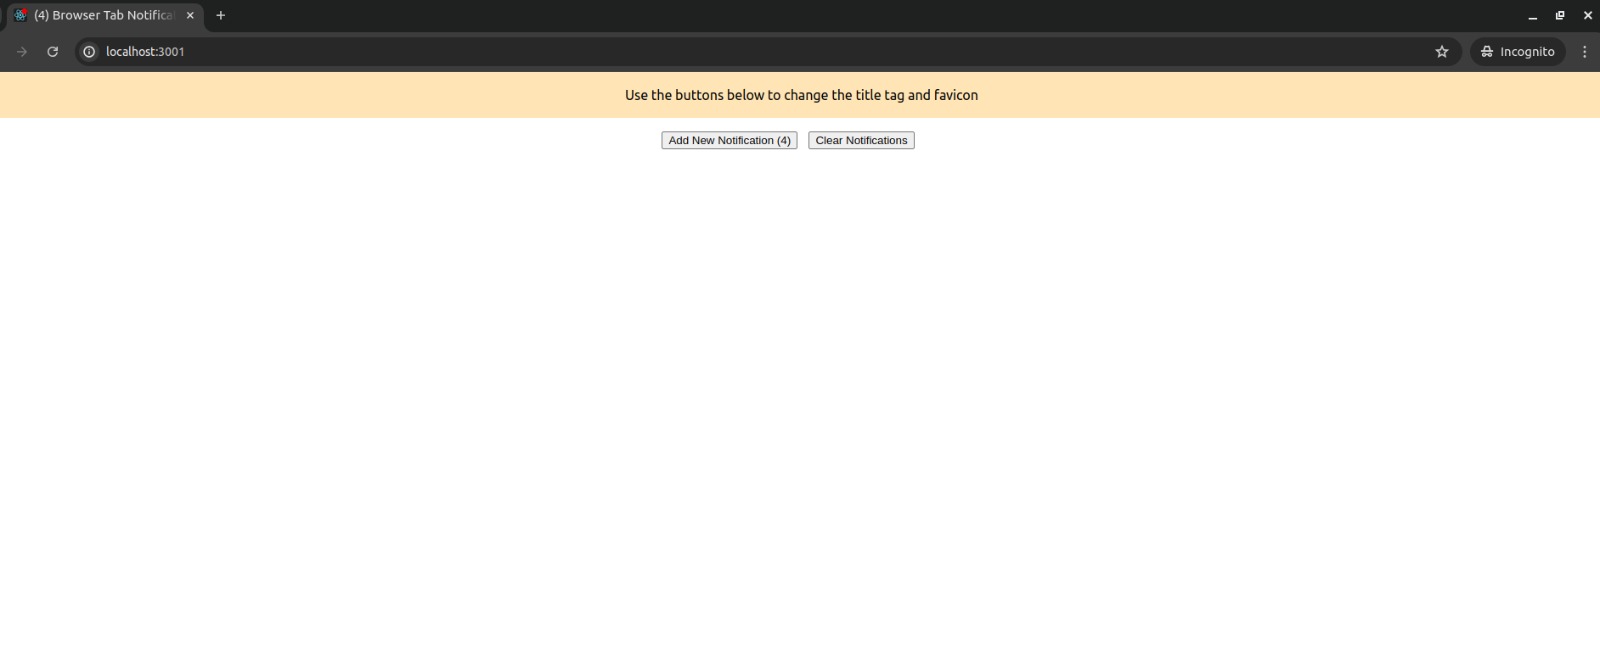 (4) Browser Tab Notifica
localhost:3001
Incognito
Use the buttons below to change the title tag and favicon
Add New Notification (4) Clear Notifications